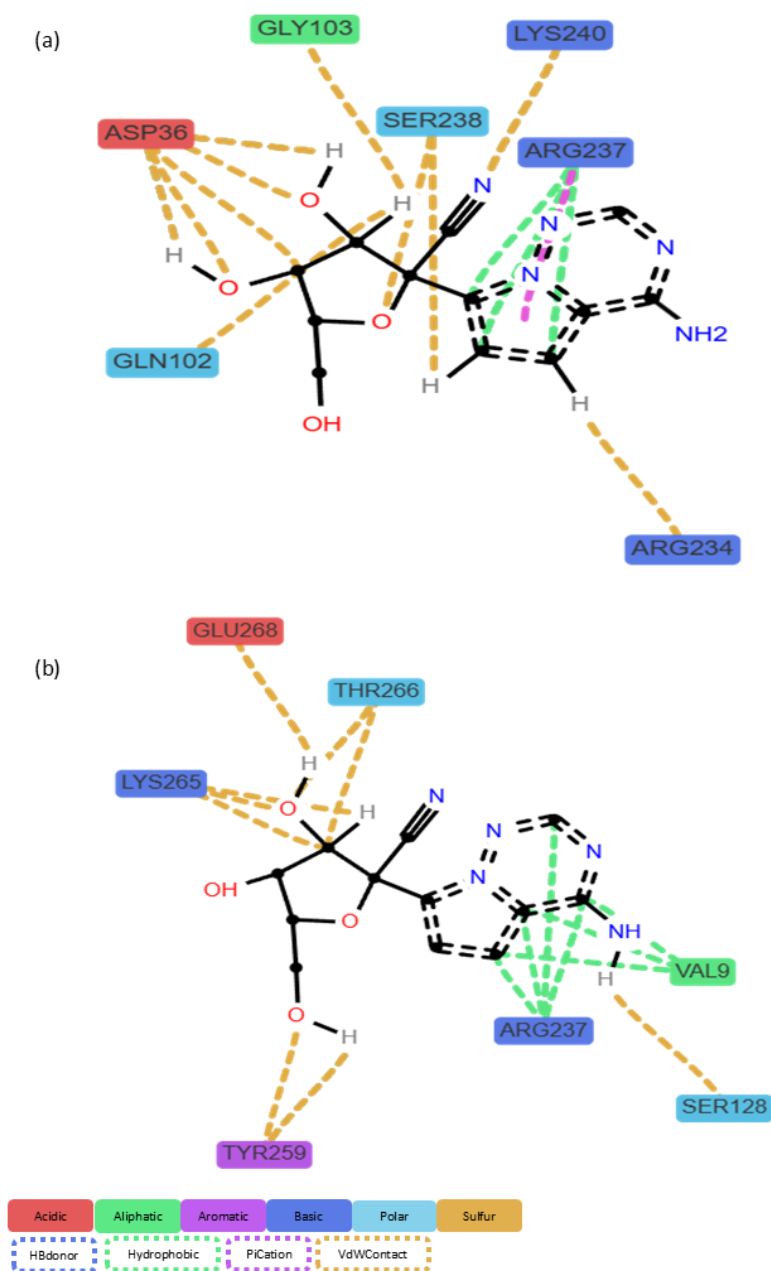 (a)
GLY103
LYS240
ASP36
SER238
ARG237
H
N
O
H
N
H
N
N
O
O
GLN102
NH2
H
H
OH
ARG234
GLU268
(b)
THR266
H
LYS265
N
O
H
N
N
OH
N
O
NH
VAL9
H
O
ARG237
H
SER128
TYR259
Acidic Aliphatic Aromatic Basic Polar Sulfur
HBdonor Hydrophobic PiCation VdWContact